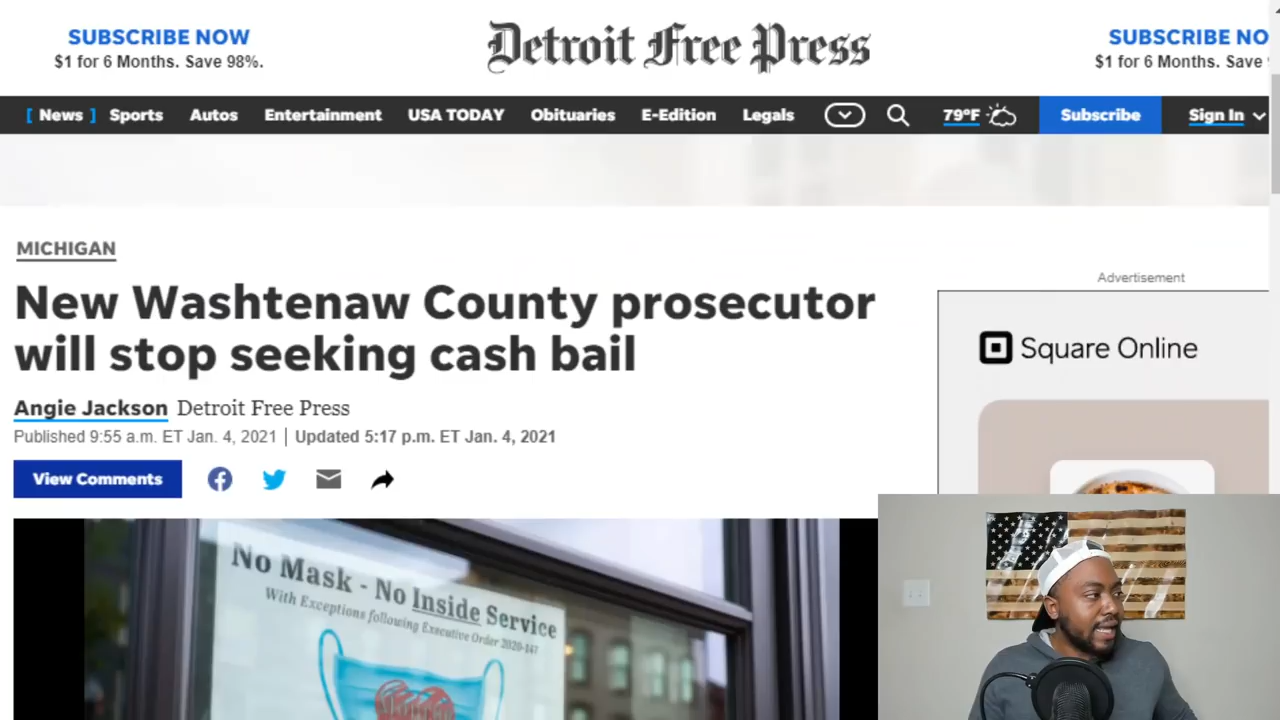 SUBSCRIBE NOW
$1 for 6 Months. Save 98%.
Detroit Free Press
SUBSCRIBE NO
$1 for 6 Months. Save
[ News ] Sports Autos Entertainment USA TODAY Obituaries E-Edition Legals 79°F Subscribe Sign In
MICHIGAN
Advertisement
New Washtenaw County prosecutor
will stop seeking cash bail
Square Online
Angie Jackson Detroit Free Press
Published 9:55 a.m. ET Jan. 4, 2021 | Updated 5:17 p.m. ET Jan. 4, 2021
View Comments
No Mask - No Inside Service
With Exceptions following Executive Order 2020-147